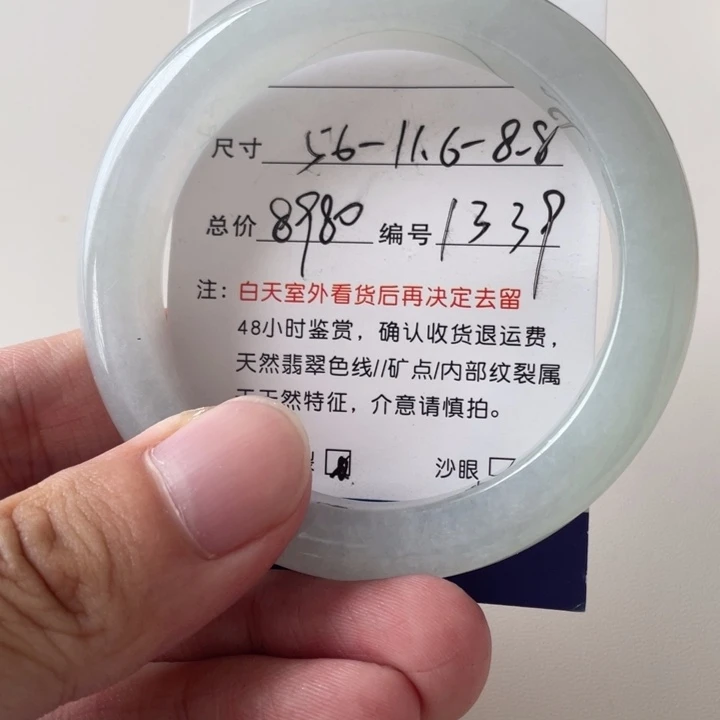 尺寸 56-11.6-8.8
总价 8980 编号 1339
注：白天室外看货后再决定去留
48小时鉴赏，确认收货退运费，
天然翡翠色线//矿点/内部纹裂属
于天然特征，介意请慎拍。
沙眼